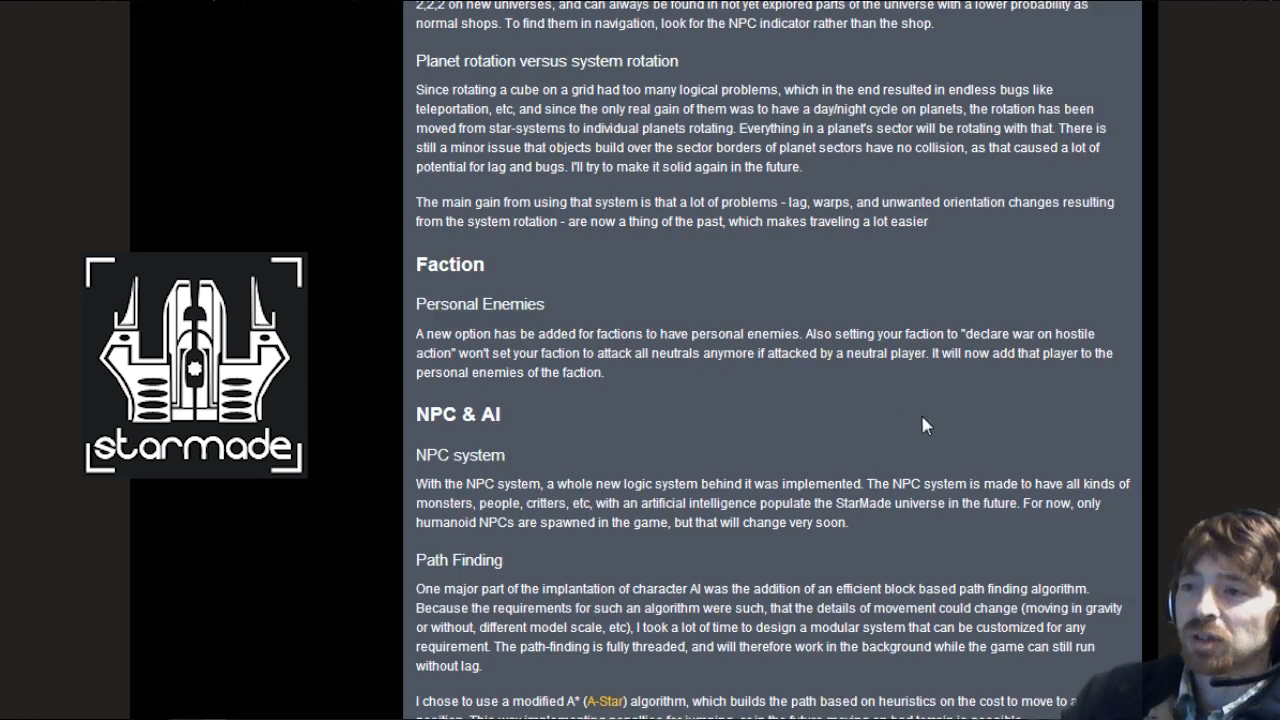 2,2,2 on new universes, and can always be found in not yet explored parts of the universe with a lower probability as
normal shops. To find them in navigation, look for the NPC indicator rather than the shop.
Planet rotation versus system rotation
Since rotating a cube on a grid had too many logical problems, which in the end resulted in endless bugs like
teleportation, etc, and since the only real gain of them was to have a day/night cycle on planets, the rotation has been
moved from star-systems to individual planets rotating. Everything in a planet's sector will be rotating with that. There is
still a minor issue that objects build over the sector borders of planet sectors have no collision, as that caused a lot of
potential for lag and bugs. I'll try to make it solid again in the future.
The main gain from using that system is that a lot of problems - lag, warps, and unwanted orientation changes resulting
from the system rotation - are now a thing of the past, which makes traveling a lot easier
Faction
Personal Enemies
A new option has be added for factions to have personal enemies. Also setting your faction to "declare war on hostile
action" won't set your faction to attack all neutrals anymore if attacked by a neutral player. It will now add that player to the
personal enemies of the faction.
starmade
NPC & AI
NPC system
With the NPC system, a whole new logic system behind it was implemented. The NPC system is made to have all kinds of
monsters, people, critters, etc, with an artificial intelligence populate the StarMade universe in the future. For now, only
humanoid NPCs are spawned in the game, but that will change very soon.
Path Finding
One major part of the implantation of character AI was the addition of an efficient block based path finding algorithm.
Because the requirements for such an algorithm were such, that the details of movement could change (moving in gravity
or without, different model scale, etc), I took a lot of time to design a modular system that can be customized for any
requirement. The path-finding is fully threaded, and will therefore work in the background while the game can still run
without lag.
I chose to use a modified A* (A-Star) algorithm, which builds the path based on heuristics on the cost to move to a
position. This way implementing penalties for jumping, or in the future moving on bad terrain is possible